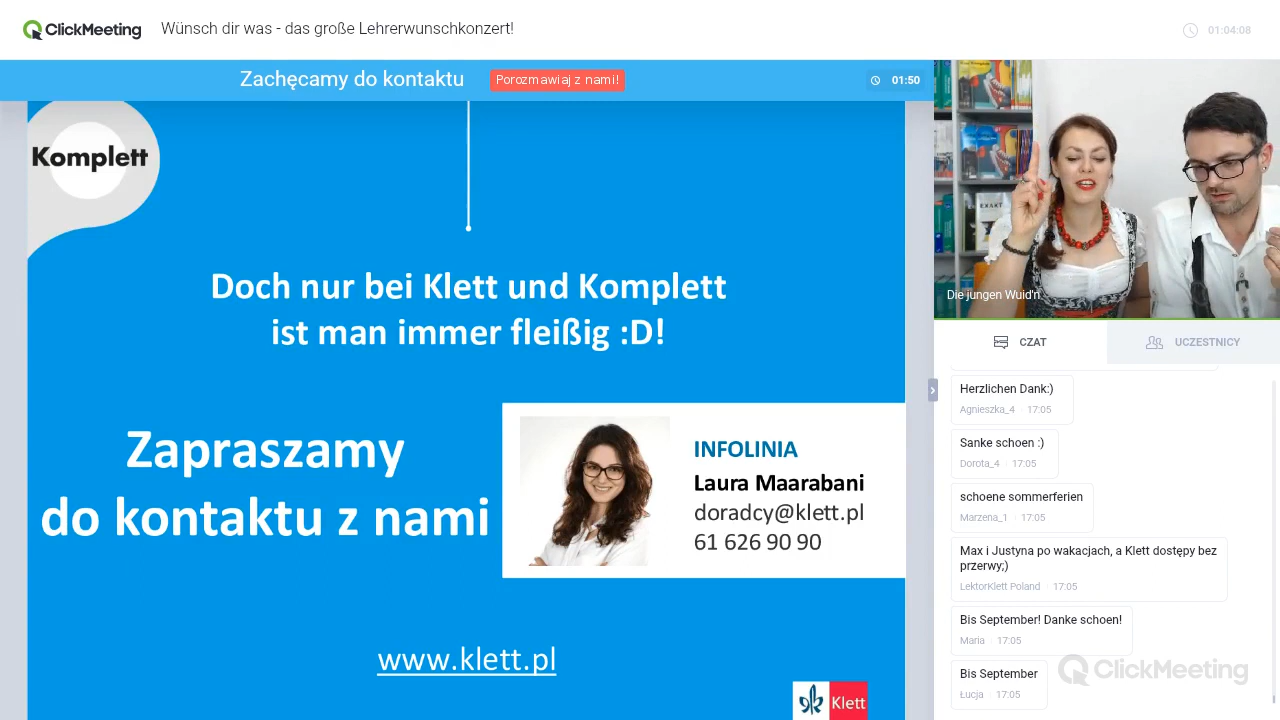 ClickMeeting
Wünsch dir was - das große Lehrerwunschkonzert!
01:04:08
Zachęcamy do kontaktu
Porozmawiaj z nami!
01:50
Komplett
Doch nur bei Klett und Komplett
ist man immer fleißig :D!
Zapraszamy
do kontaktu z nami
INFOLINIA
Laura Maarabani
doradcy@klett.pl
61 626 90 90
www.klett.pl
Klett
EXAKT
Die jungen Wuid'n
CZAT
UCZESTNICY
Herzlichen Dank:)
Agnieszka_4 · 17:05
Sanke schoen :)
Dorota_4 · 17:05
schoene sommerferien
Marzena_1 · 17:05
Max i Justyna po wakacjach, a Klett dostępy bez
przerwy;)
LektorKlett Poland · 17:05
Bis September! Danke schoen!
Maria · 17:05
Bis September
Łucja · 17:05
ClickMeeting